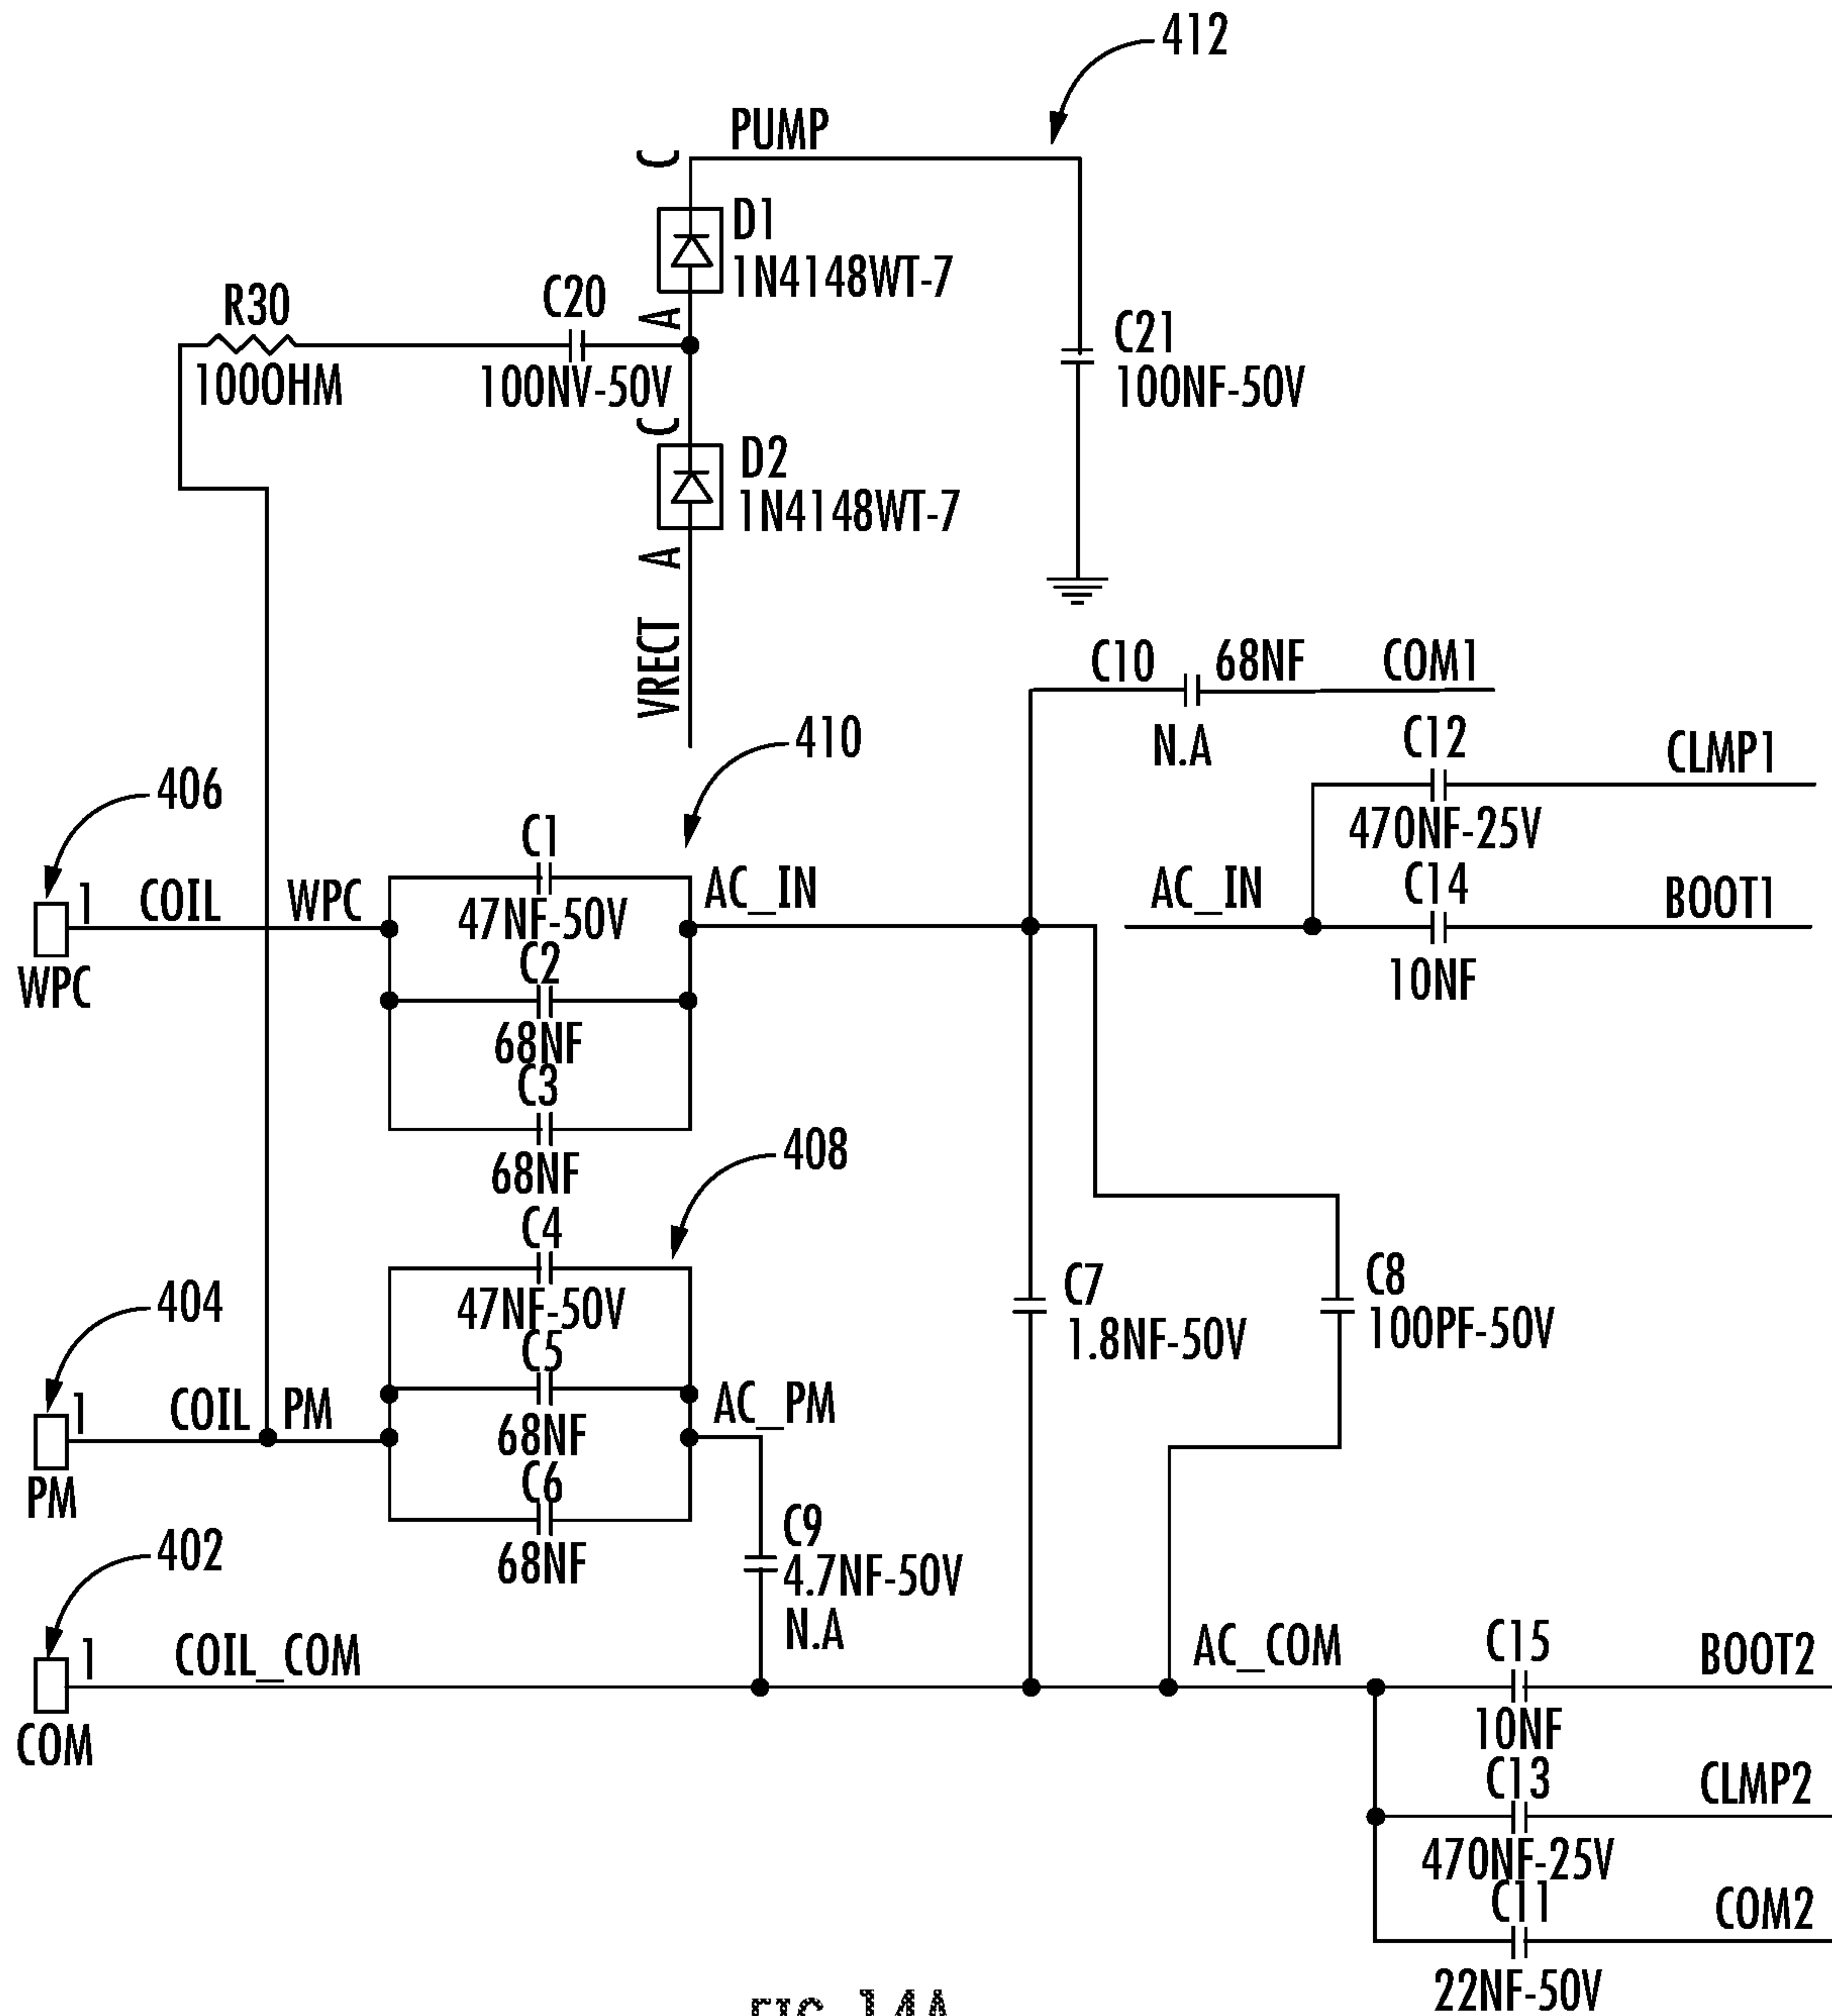 412
PUMP
C
D1
1N4148WT-7
A
R30
100OHM
C20
100NV-50V
C21
100NF-50V
C
D2
1N4148WT-7
A
VRECT
C10
68NF
COM1
N.A
410
C12
CLMP1
470NF-25V
406
1
COIL
WPC
WPC
C1
47NF-50V
AC_IN
C2
68NF
C3
68NF
AC_IN
C14
BOOT1
10NF
408
C4
47NF-50V
C5
68NF
C6
68NF
404
1
COIL
PM
PM
AC_PM
C7
1.8NF-50V
C8
100PF-50V
C9
4.7NF-50V
N.A
402
1
COIL_COM
COM
AC_COM
C15
BOOT2
10NF
C13
CLMP2
470NF-25V
C11
COM2
22NF-50V
FIG. 14A